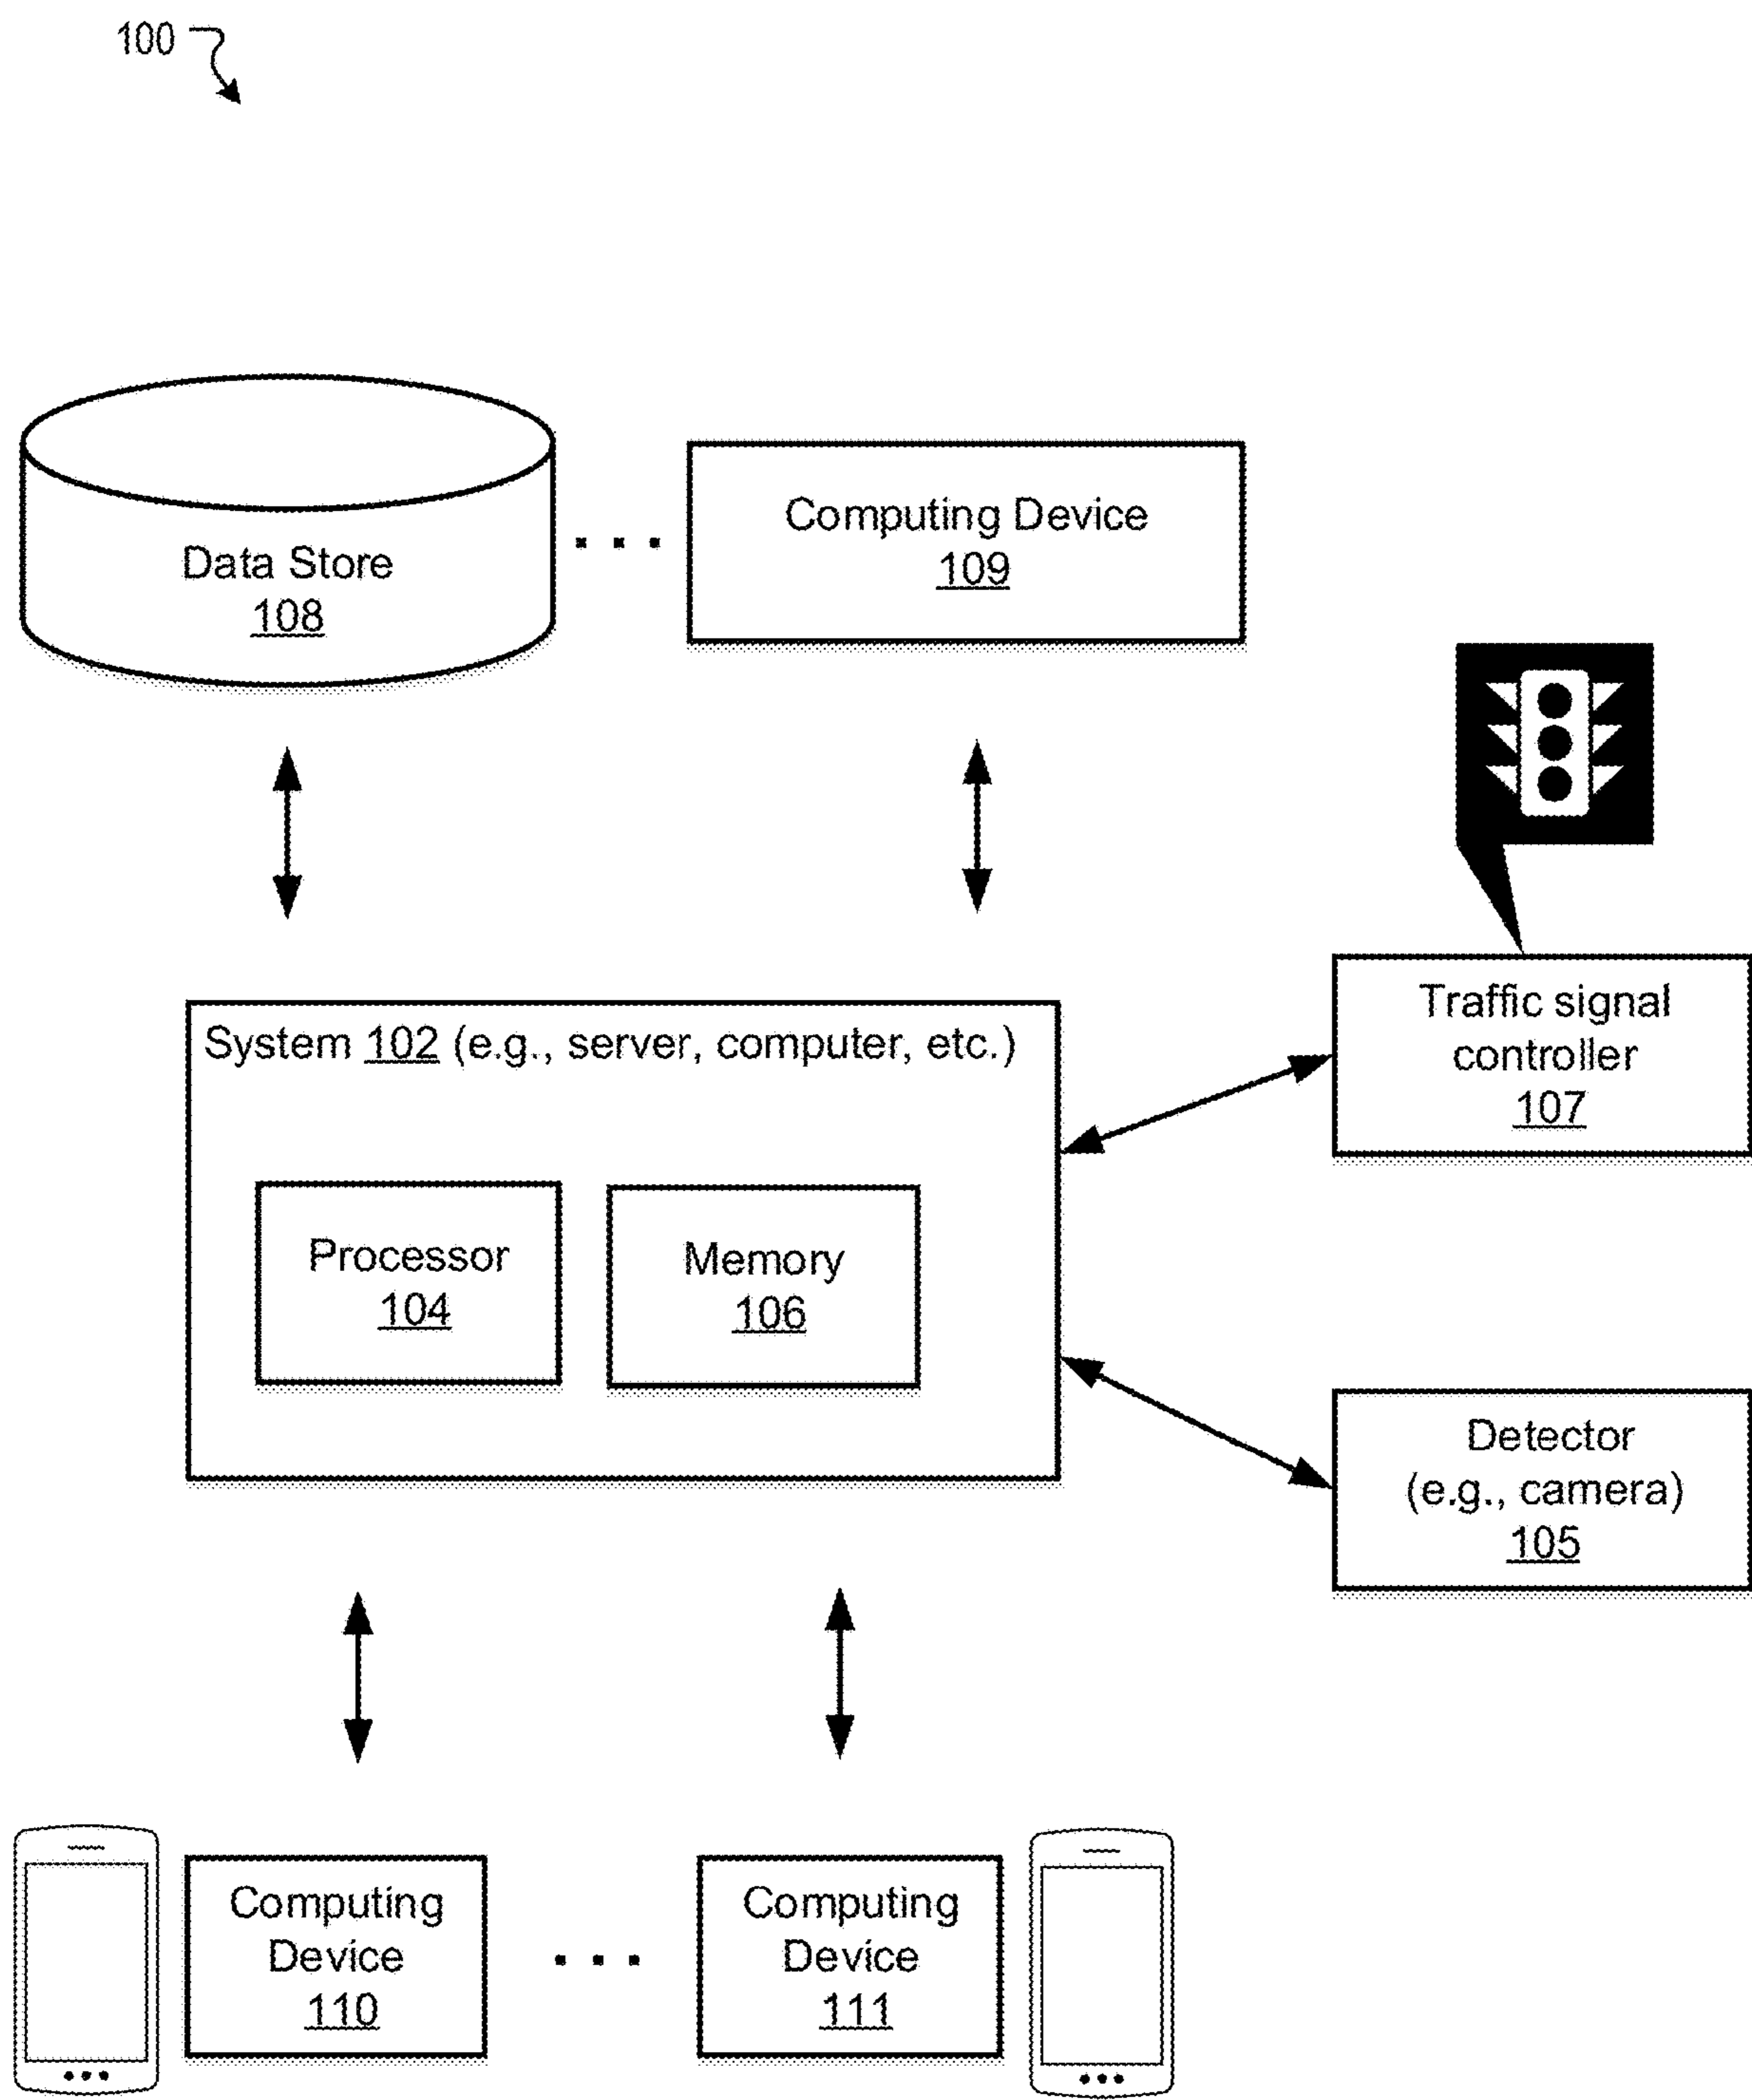 100
Data Store
108
Computing Device
109
Traffic signal
controller
107
System 102 (e.g., server, computer, etc.)
Processor
104
Memory
106
Detector
(e.g., camera)
105
Computing
Device
110
Computing
Device
111